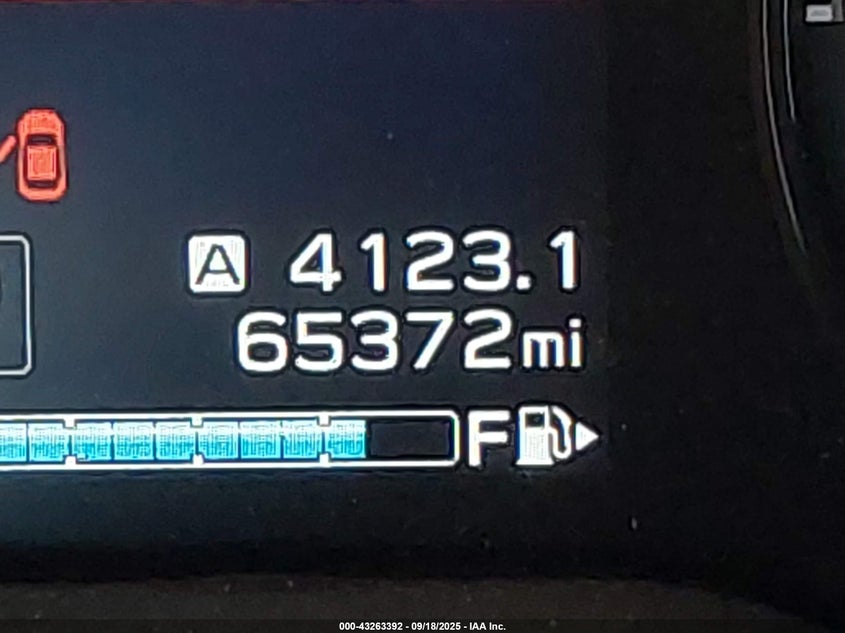 A 4123.1
65372mi
F
000-43263392 - 09/18/2025 - IAA Inc.